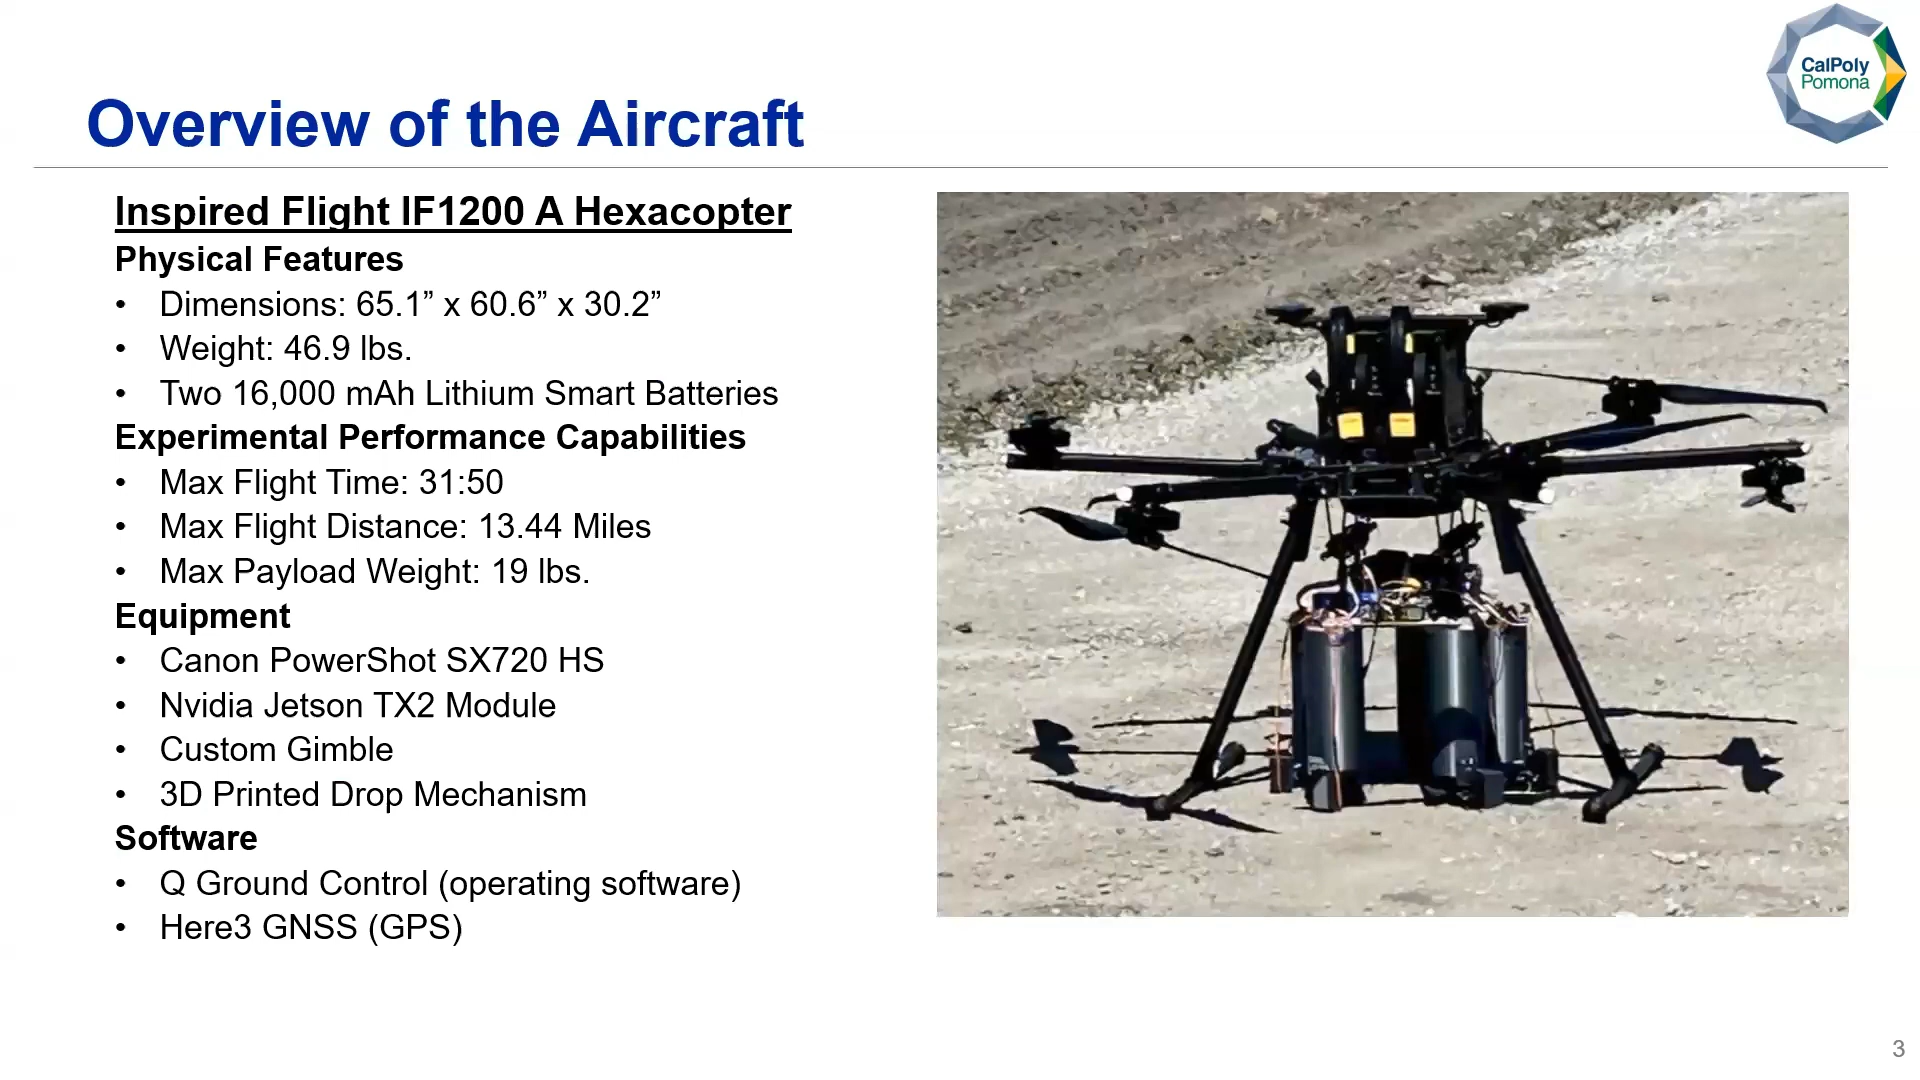 CalPoly
Pomona
Overview of the Aircraft
Inspired Flight IF1200 A Hexacopter
Physical Features
• Dimensions: 65.1” x 60.6” x 30.2”
• Weight: 46.9 lbs.
• Two 16,000 mAh Lithium Smart Batteries
Experimental Performance Capabilities
• Max Flight Time: 31:50
• Max Flight Distance: 13.44 Miles
• Max Payload Weight: 19 lbs.
Equipment
• Canon PowerShot SX720 HS
• Nvidia Jetson TX2 Module
• Custom Gimble
• 3D Printed Drop Mechanism
Software
• Q Ground Control (operating software)
• Here3 GNSS (GPS)
3